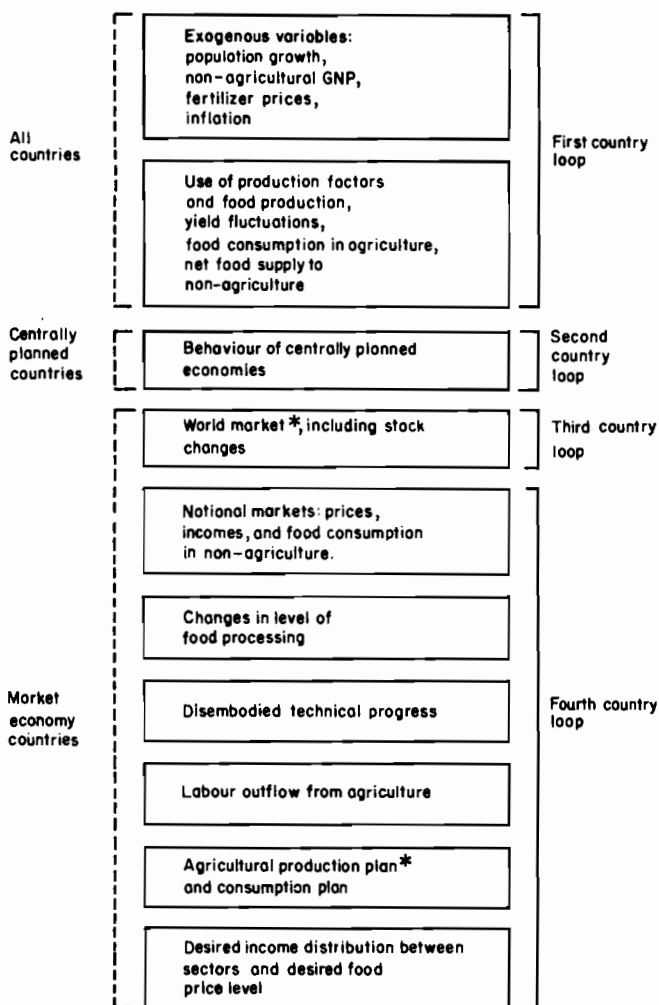 Exogenous variables:
population growth,
non-agricultural GNP,
fertilizer prices,
inflation
All
countries
First country
loop
Use of production factors
and food production,
yield fluctuations,
food consumption in agriculture,
net food supply to
non-agriculture
Centrally
planned
countries
Behaviour of centrally planned
economies
Second
country
loop
World market*, including stock
changes
Third country
loop
National markets: prices,
incomes, and food consumption
in non-agriculture.
Changes in level of
food processing
Market
economy
countries
Disembodied technical progress
Fourth country
loop
Labour outflow from agriculture
Agricultural production plan*
and consumption plan
Desired income distribution between
sectors and desired food
price level